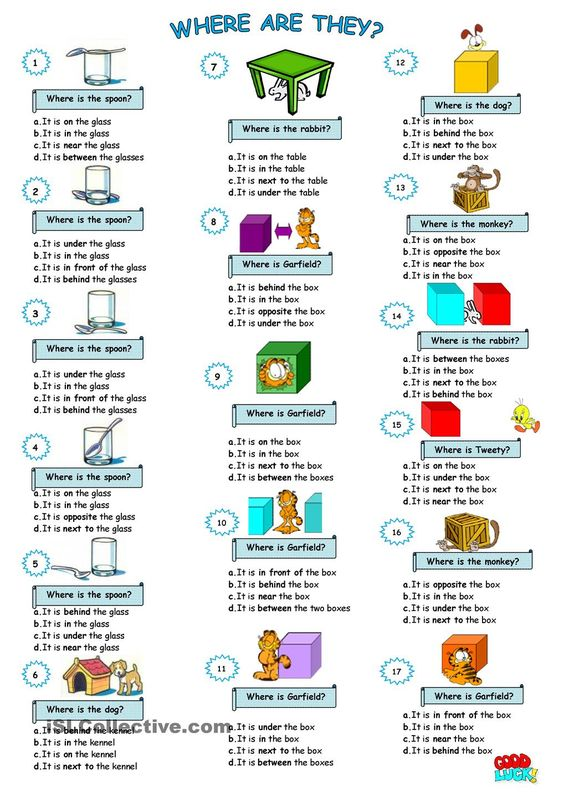 WHERE ARE THEY?
1
Where is the spoon?
a.It is on the glass
b.It is in the glass
c.It is near the glass
d.It is between the glasses
2
Where is the spoon?
a.It is under the glass
b.It is in the glass
c.It is in front of the glass
d.It is behind the glasses
3
Where is the spoon?
a.It is under the glass
b.It is in the glass
c.It is in front of the glass
d.It is behind the glasses
4
Where is the spoon?
a.It is on the glass
b.It is in the glass
c.It is opposite the glass
d.It is next to the glass
5
Where is the spoon?
a.It is behind the glass
b.It is in the glass
c.It is under the glass
d.It is near the glass
6
Where is the dog?
a.It is behind the kennel
b.It is in the kennel
c.It is on the kennel
d.It is next to the kennel
iSLCollective.com
7
Where is the rabbit?
a.It is on the table
b.It is in the table
c.It is next to the table
d.It is under the table
8
Where is Garfield?
a.It is behind the box
b.It is in the box
c.It is opposite the box
d.It is under the box
9
Where is Garfield?
a.It is on the box
b.It is in the box
c.It is next to the box
d.It is between the boxes
10
Where is Garfield?
a.It is in front of the box
b.It is behind the box
c.It is near the box
d.It is between the two boxes
11
Where is Garfield?
a.It is under the box
b.It is in the box
c.It is next to the box
d.It is between the boxes
12
Where is the dog?
a.It is in the box
b.It is behind the box
c.It is next to the box
d.It is under the box
13
Where is the monkey?
a.It is on the box
b.It is opposite the box
c.It is near the box
d.It is in the box
14
Where is the rabbit?
a.It is between the boxes
b.It is in the box
c.It is next to the box
d.It is behind the box
15
Where is Tweety?
a.It is on the box
b.It is under the box
c.It is next to the box
d.It is near the box
16
Where is the monkey?
a.It is opposite the box
b.It is in the box
c.It is under the box
d.It is next to the box
17
Where is Garfield?
a.It is in front of the box
b.It is in the box
c.It is near the box
d.It is behind the box
GOOD
LUCK!